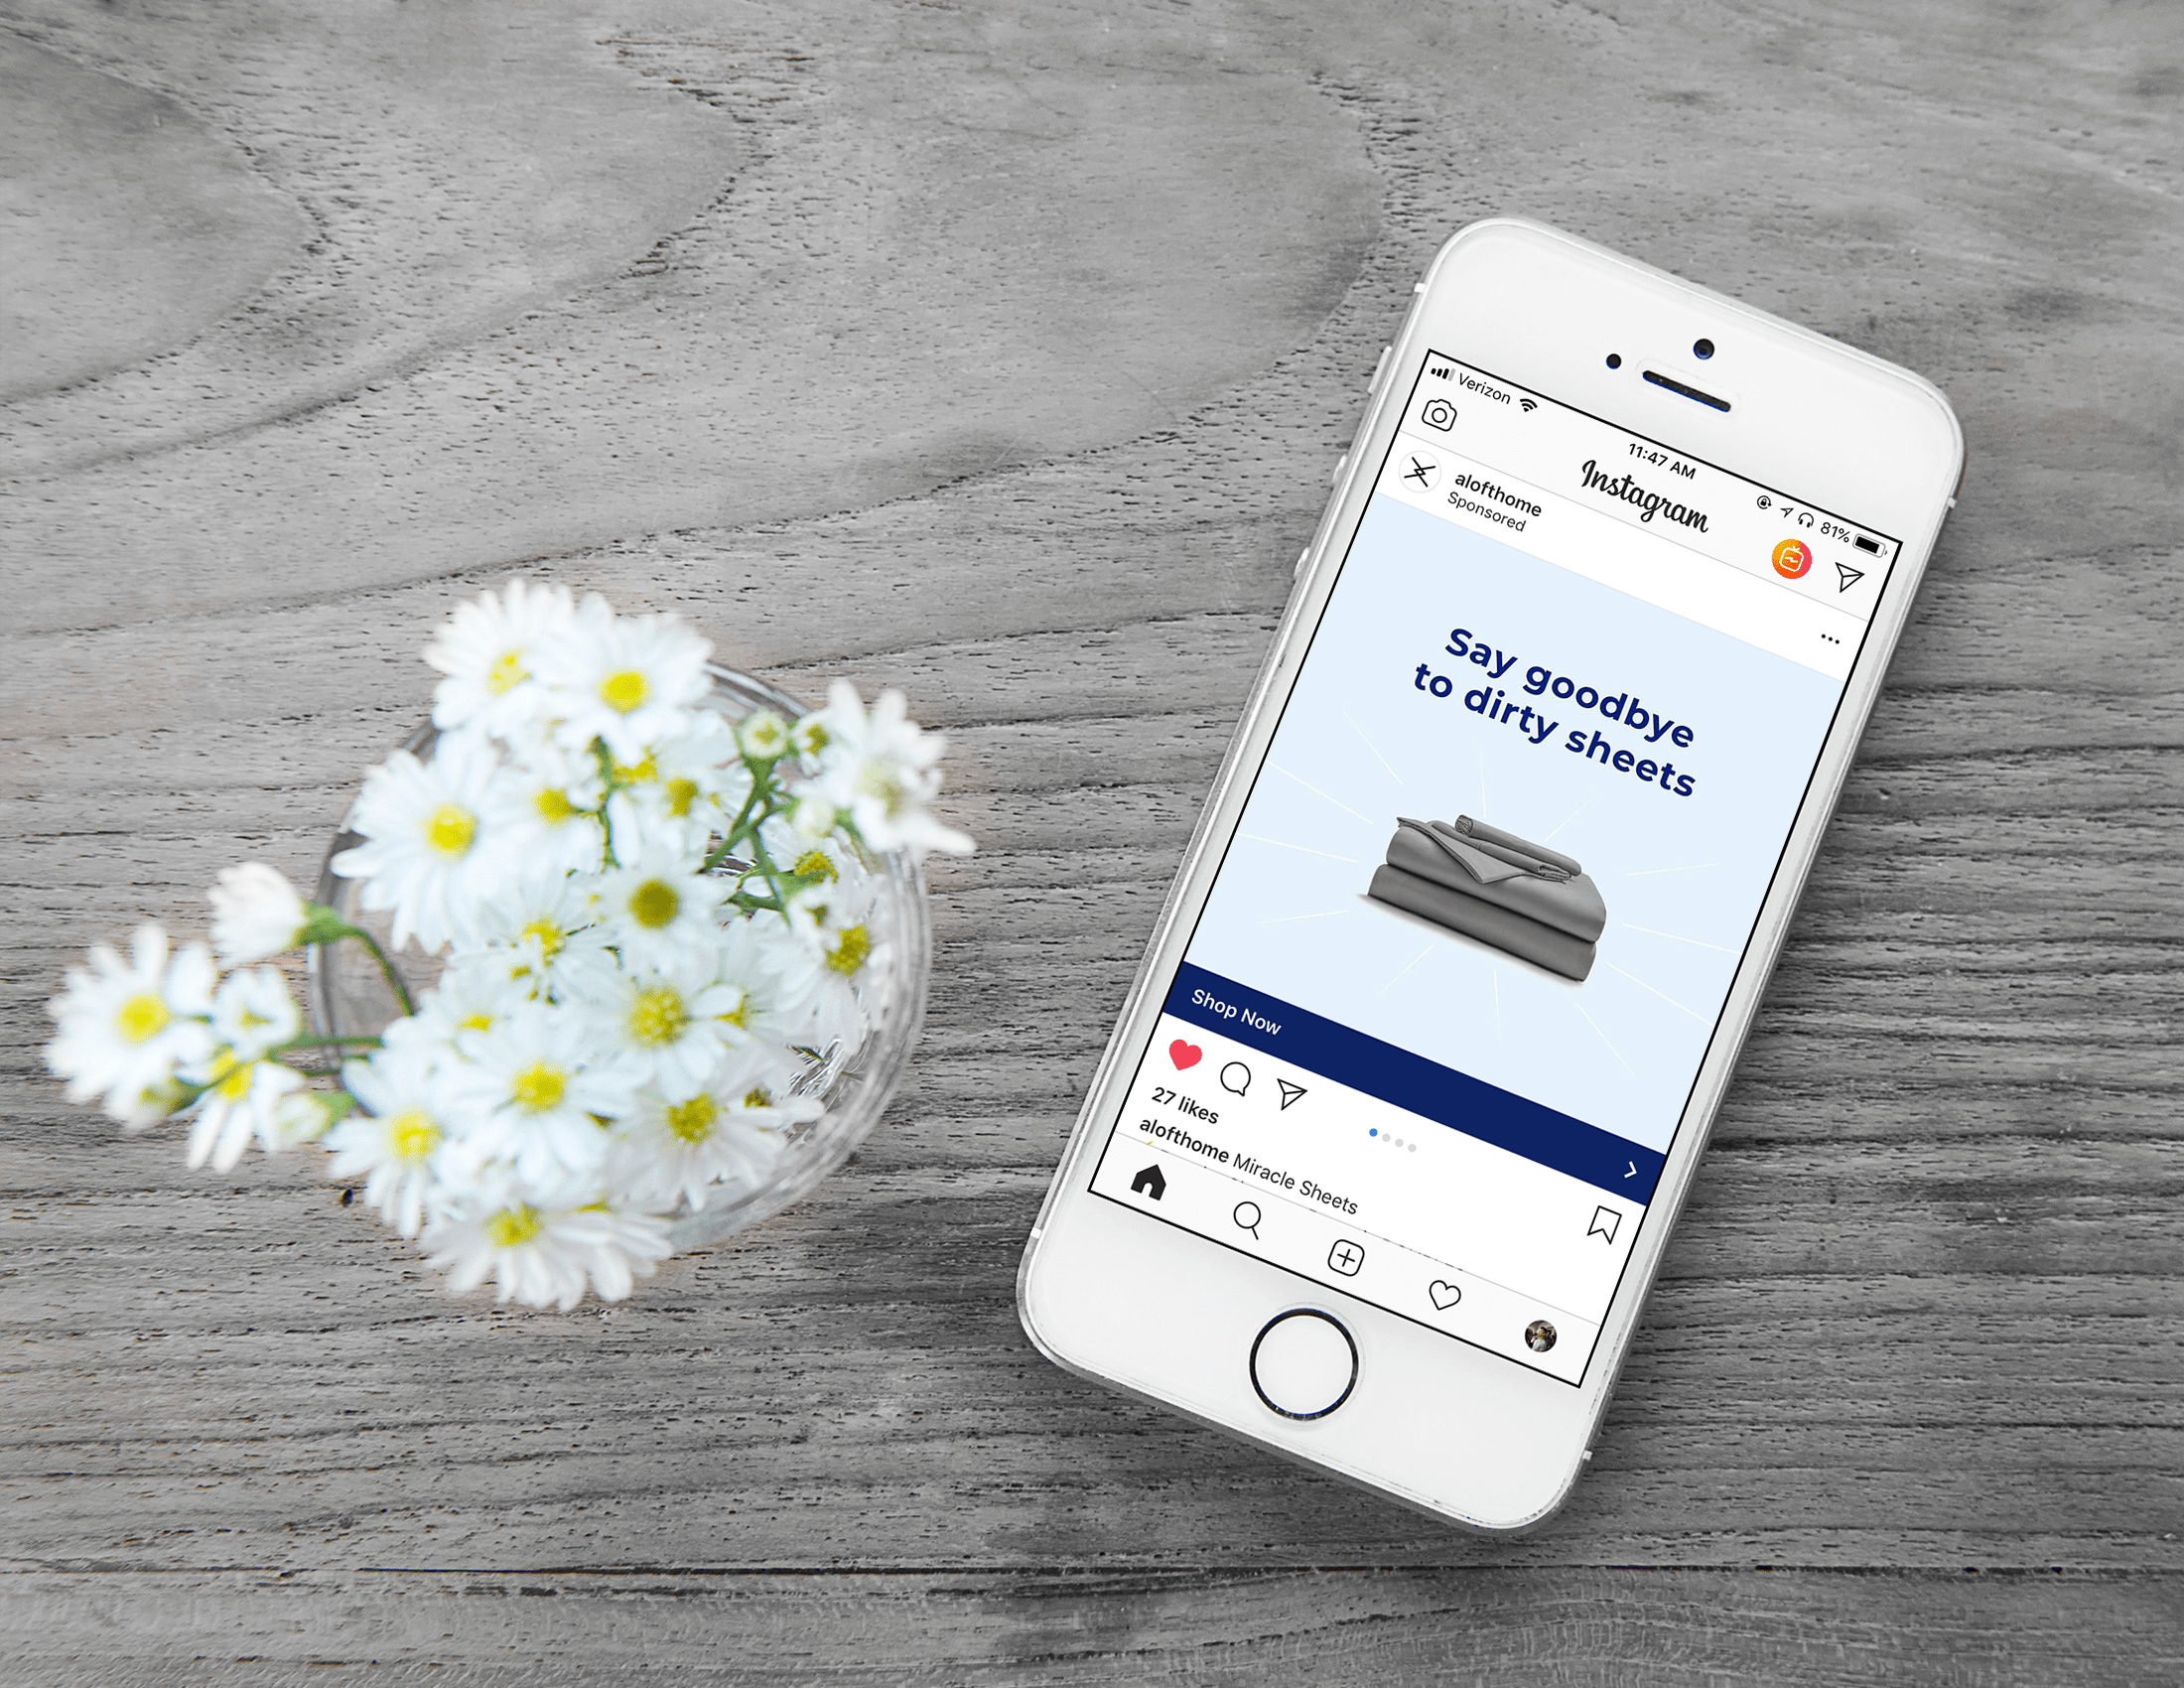 Verizon
11:47 AM
81%
Instagram
alofthome
Sponsored
Say goodbye
to dirty sheets
Shop Now
27 likes
alofthome Miracle Sheets